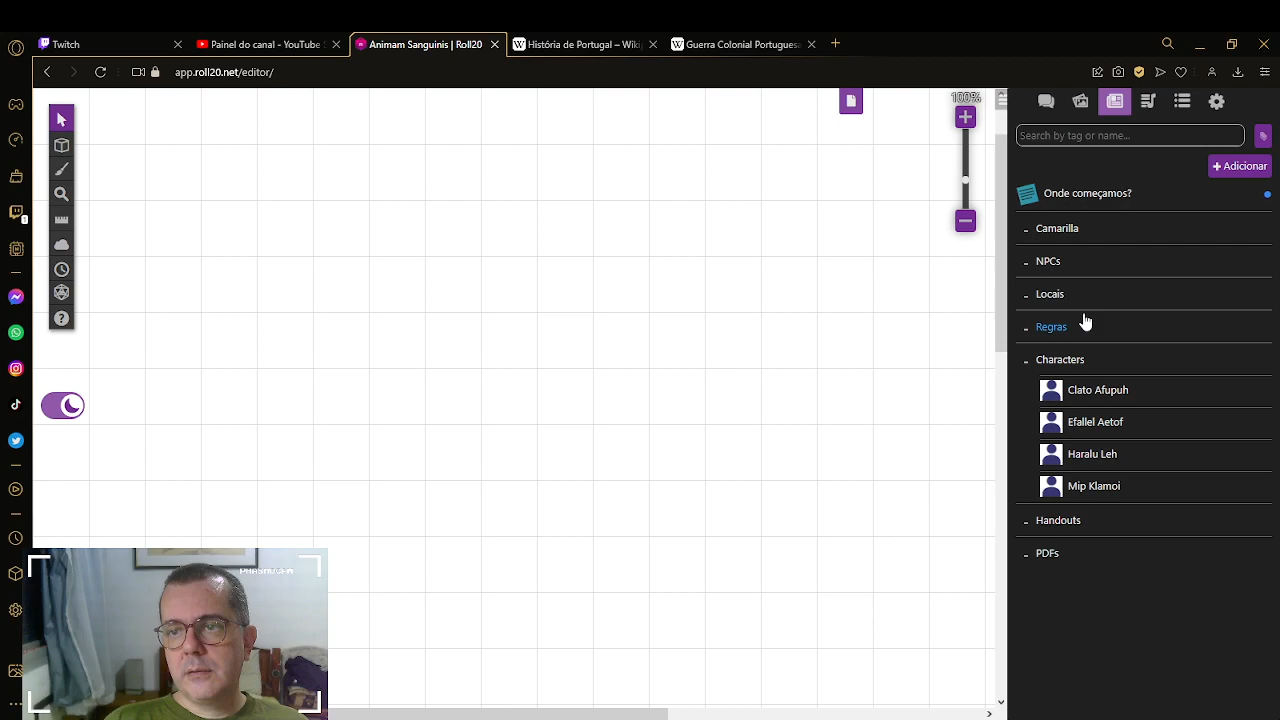 Twitch
Painel do canal - YouTube S
Animam Sanguinis | Roll20
História de Portugal – Wiki
Guerra Colonial Portuguesa
app.roll20.net/editor/
100%
Search by tag or name...
+ Adicionar
Onde começamos?
Camarilla
NPCs
Locais
Regras
Characters
Clato Afupuh
Efallel Aetof
Haralu Leh
Mip Klamoi
Handouts
PDFs
1